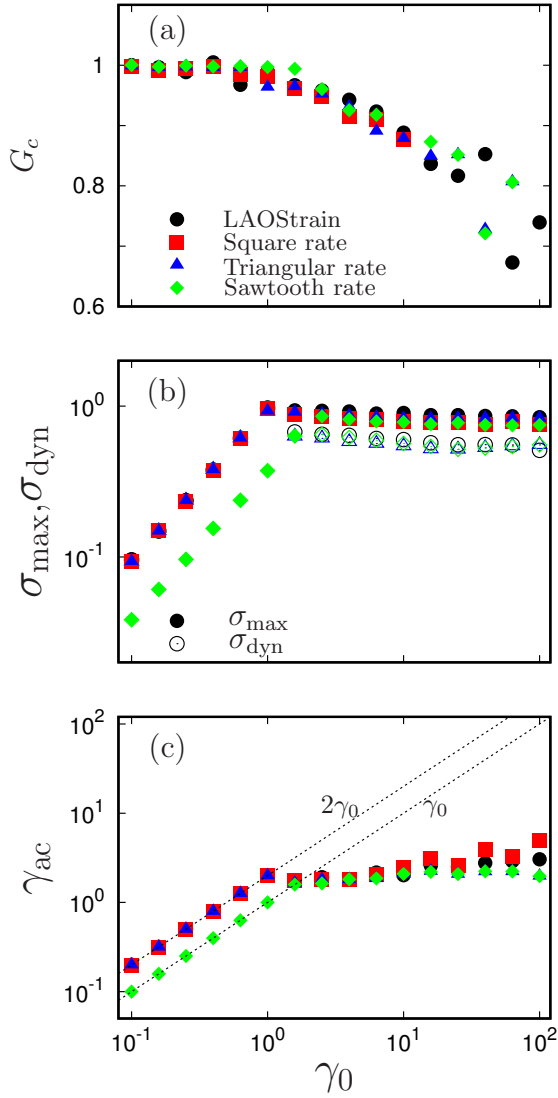 (a)
1
0.8
0.6
G_c
LAOStrain
Square rate
Triangular rate
Sawtooth rate
(b)
10^0
10^-1
σ_max, σ_dyn
σ_max
σ_dyn
(c)
10^2
10^1
10^0
10^-1
γ_ac
2γ_0
γ_0
10^-1
10^0
10^1
10^2
γ_0